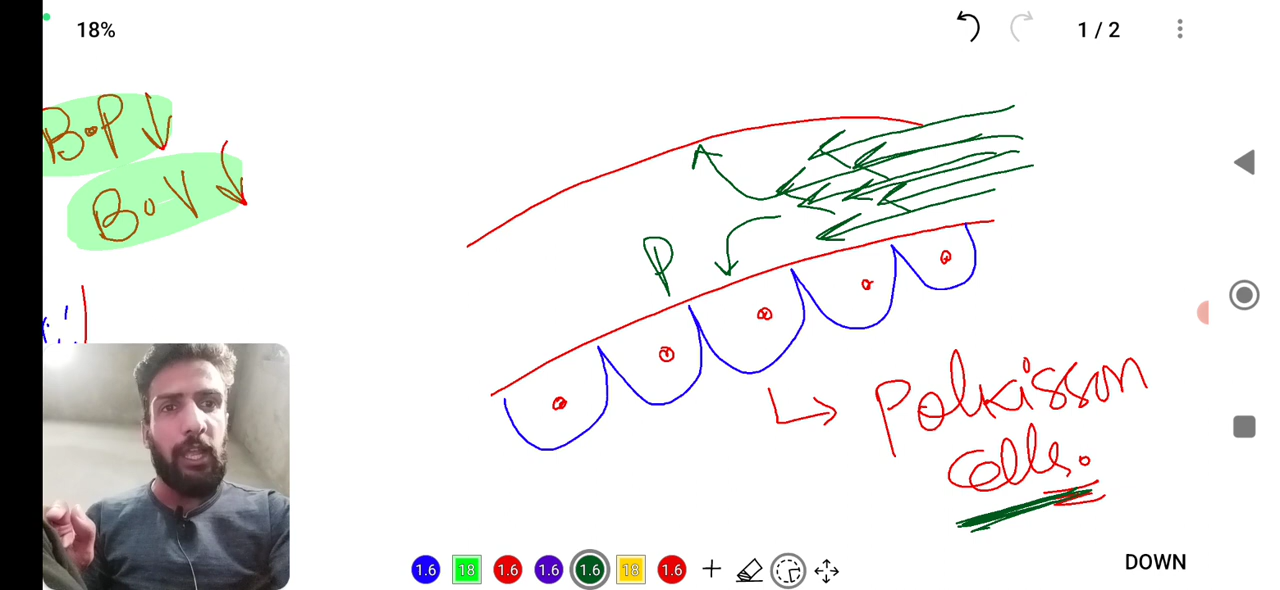 18%
1 / 2
B.P ↓
B.V ↓
P
↳ Polkisson
cells.
1.6 18 1.6 1.6 1.6 18 1.6
DOWN